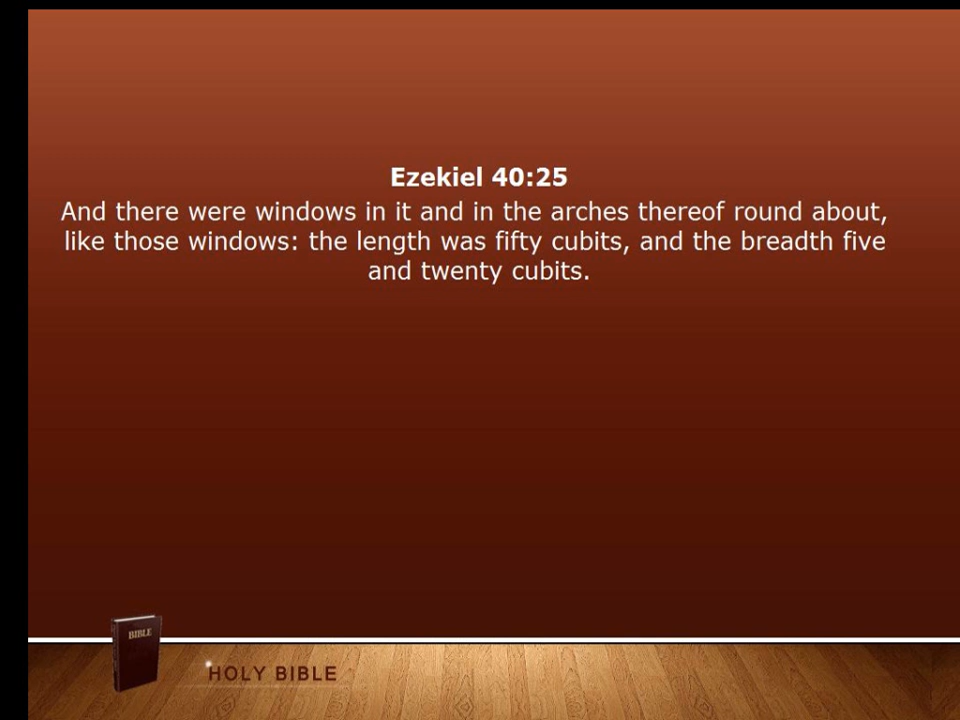 Ezekiel 40:25
And there were windows in it and in the arches thereof round about,
like those windows: the length was fifty cubits, and the breadth five
and twenty cubits.
BIBLE
HOLY BIBLE